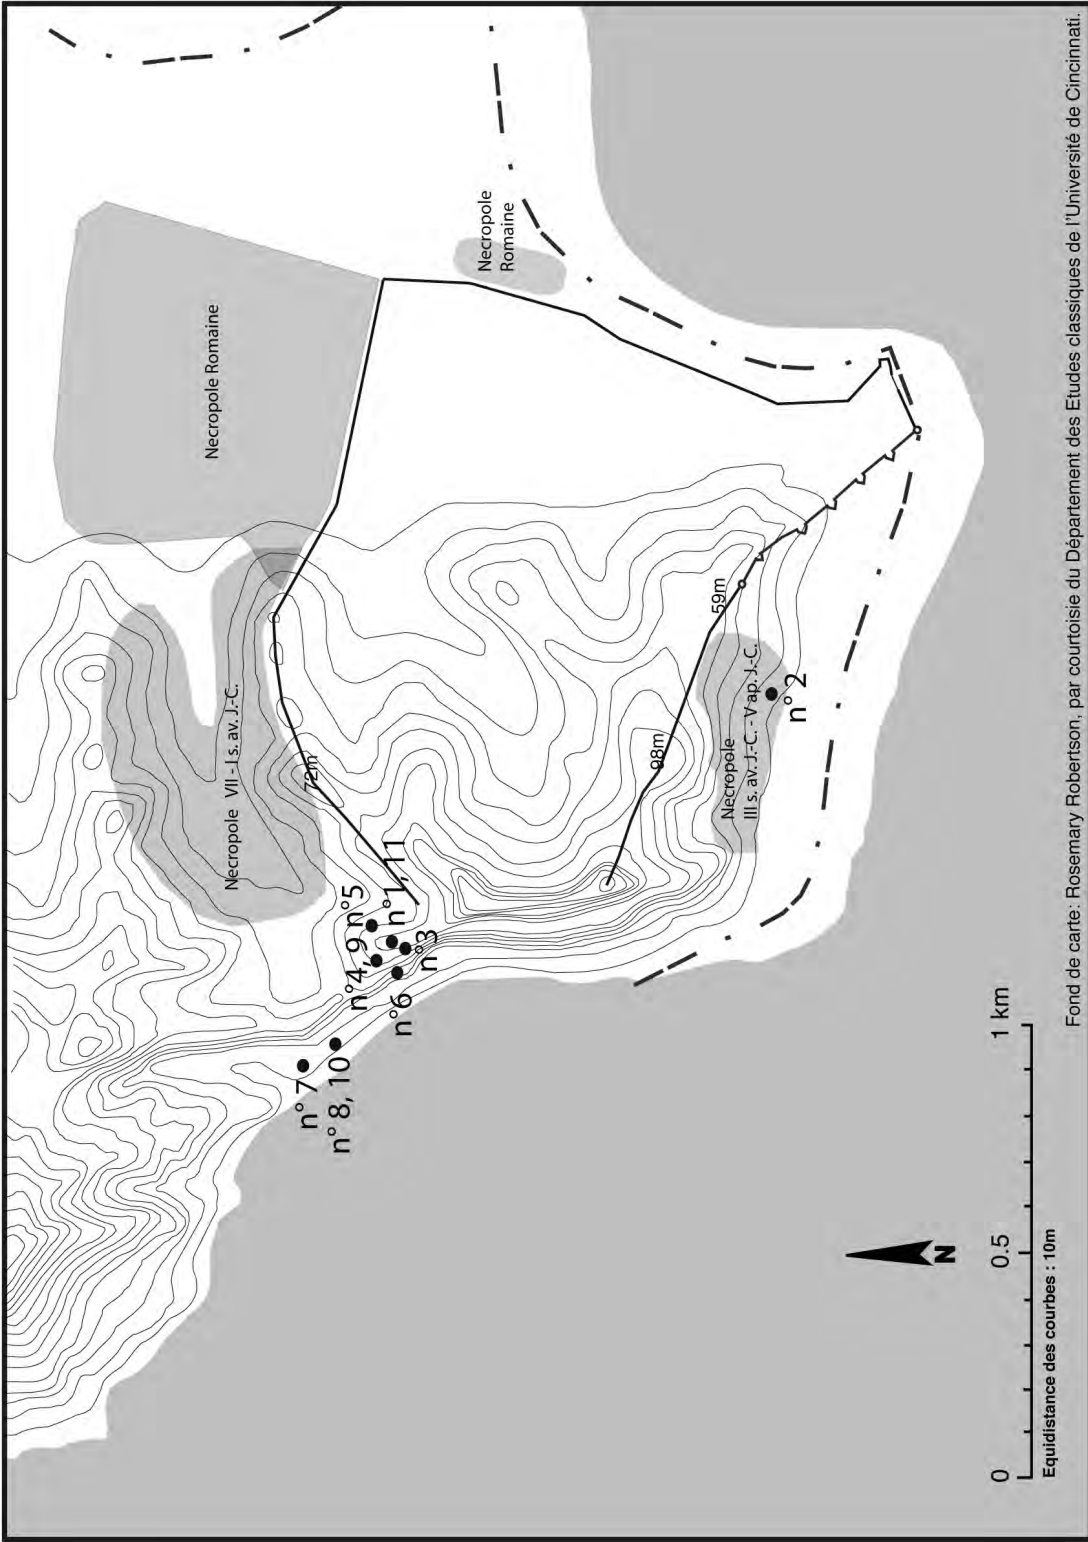 Necropole Romaine
Necropole
Romaine
Necropole VII - I s. av. J.-C.
72m
59m
98m
Necropole
III s. av. J.-C. - V ap. J.-C.
n° 2
n°5
n° 1, 11
n°4, 9
n°3
n°6
n° 7
n° 8, 10
N
0
0.5
1 km
Equidistance des courbes : 10m
Fond de carte: Rosemary Robertson, par courtoisie du Département des Etudes classiques de l'Université de Cincinnati.